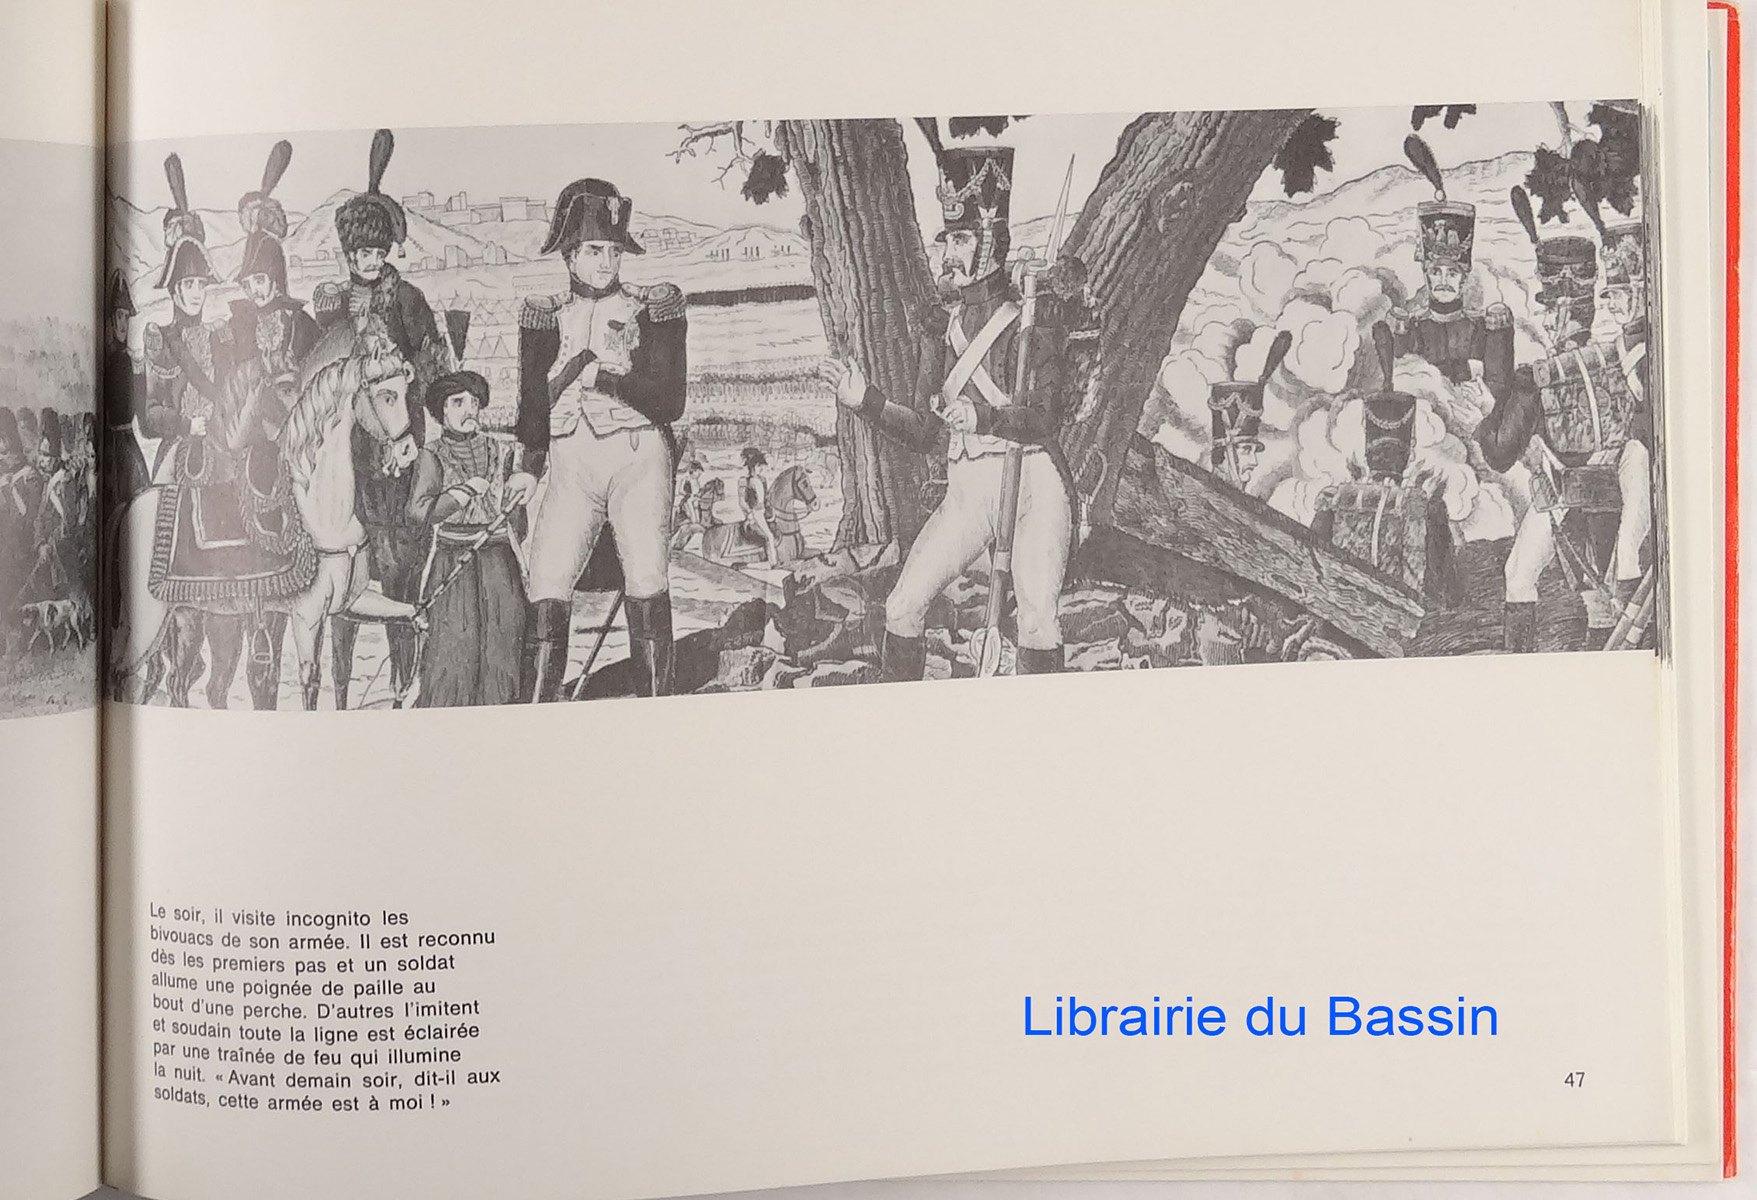 Le soir, il visite incognito les
bivouacs de son armée. Il est reconnu
dès les premiers pas et un soldat
allume une poignée de paille au
bout d'une perche. D'autres l'imitent
et soudain toute la ligne est éclairée
par une traînée de feu qui illumine
la nuit. « Avant demain soir, dit-il aux
soldats, cette armée est à moi ! »
Librairie du Bassin
47